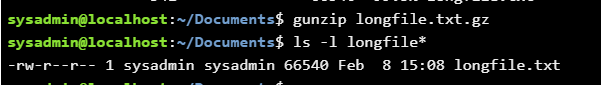 sysadmin@localhost:~/Documents$ gunzip longfile.txt.gz
sysadmin@localhost:~/Documents$ ls -l longfile*
-rw-r--r-- 1 sysadmin sysadmin 66540 Feb  8 15:08 longfile.txt